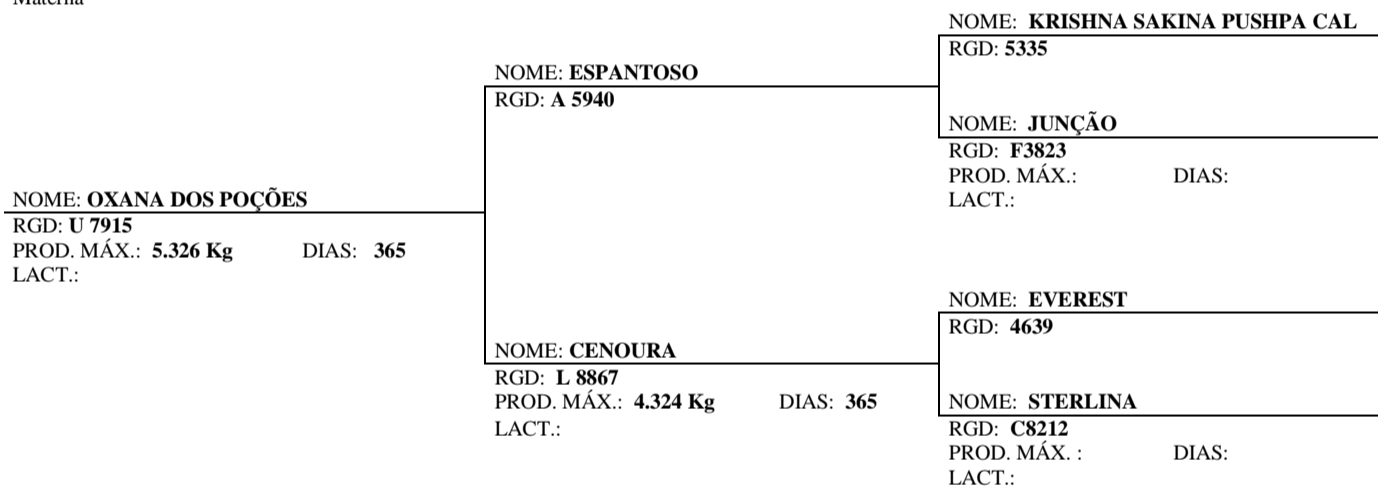 Materna
NOME: KRISHNA SAKINA PUSHPA CAL
RGD: 5335
NOME: ESPANTOSO
RGD: A 5940
NOME: JUNÇÃO
RGD: F3823
PROD. MÁX.: DIAS:
LACT.:
NOME: OXANA DOS POÇÕES
RGD: U 7915
PROD. MÁX.: 5.326 Kg DIAS: 365
LACT.:
NOME: EVEREST
RGD: 4639
NOME: CENOURA
RGD: L 8867
PROD. MÁX.: 4.324 Kg DIAS: 365
LACT.:
NOME: STERLINA
RGD: C8212
PROD. MÁX. : DIAS:
LACT.: